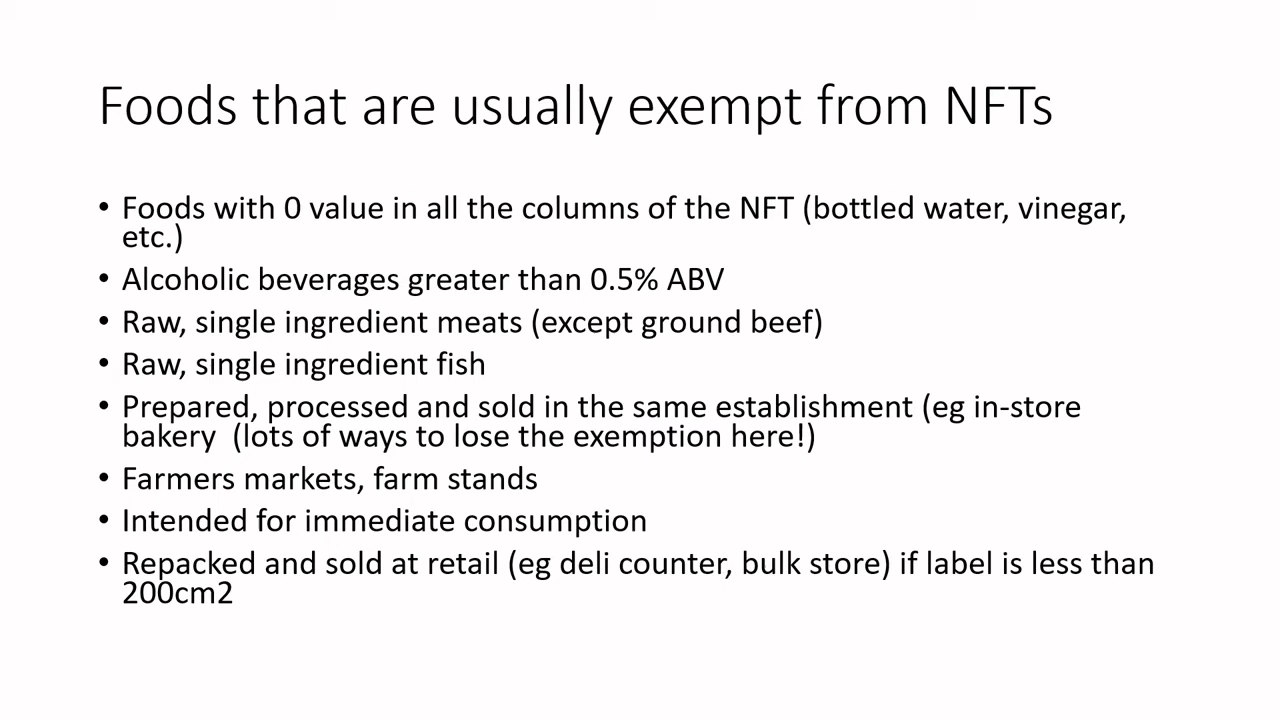 Foods that are usually exempt from NFTs
• Foods with 0 value in all the columns of the NFT (bottled water, vinegar,
etc.)
• Alcoholic beverages greater than 0.5% ABV
• Raw, single ingredient meats (except ground beef)
• Raw, single ingredient fish
• Prepared, processed and sold in the same establishment (eg in-store
bakery  (lots of ways to lose the exemption here!)
• Farmers markets, farm stands
• Intended for immediate consumption
• Repacked and sold at retail (eg deli counter, bulk store) if label is less than
200cm2